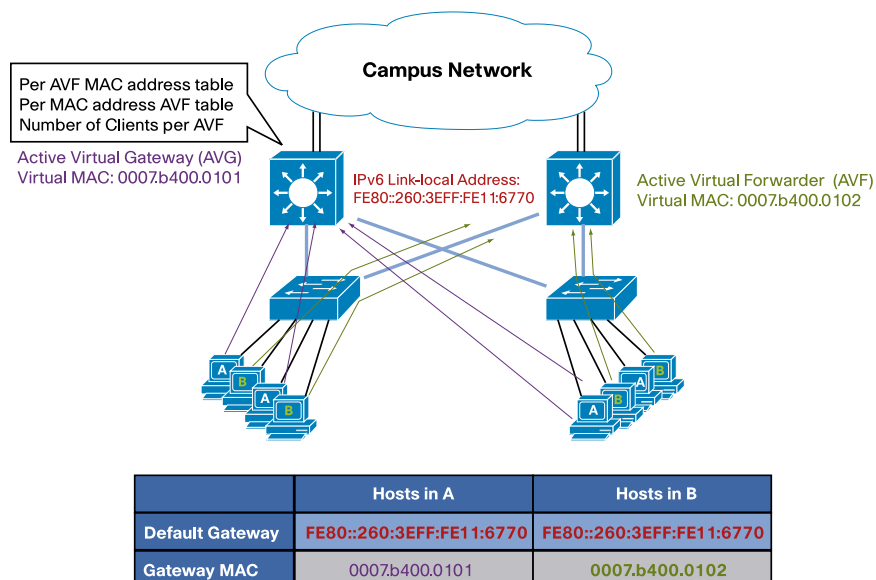 Campus Network
Per AVF MAC address table
Per MAC address AVF table
Number of Clients per AVF
Active Virtual Gateway (AVG)
Virtual MAC: 0007.b400.0101
IPv6 Link-local Address:
FE80::260:3EFF:FE11:6770
Active Virtual Forwarder (AVF)
Virtual MAC: 0007.b400.0102
A
B
A
B
B
A
B
A
Hosts in A Hosts in B
Default Gateway FE80::260:3EFF:FE11:6770 FE80::260:3EFF:FE11:6770
Gateway MAC 0007.b400.0101 0007.b400.0102